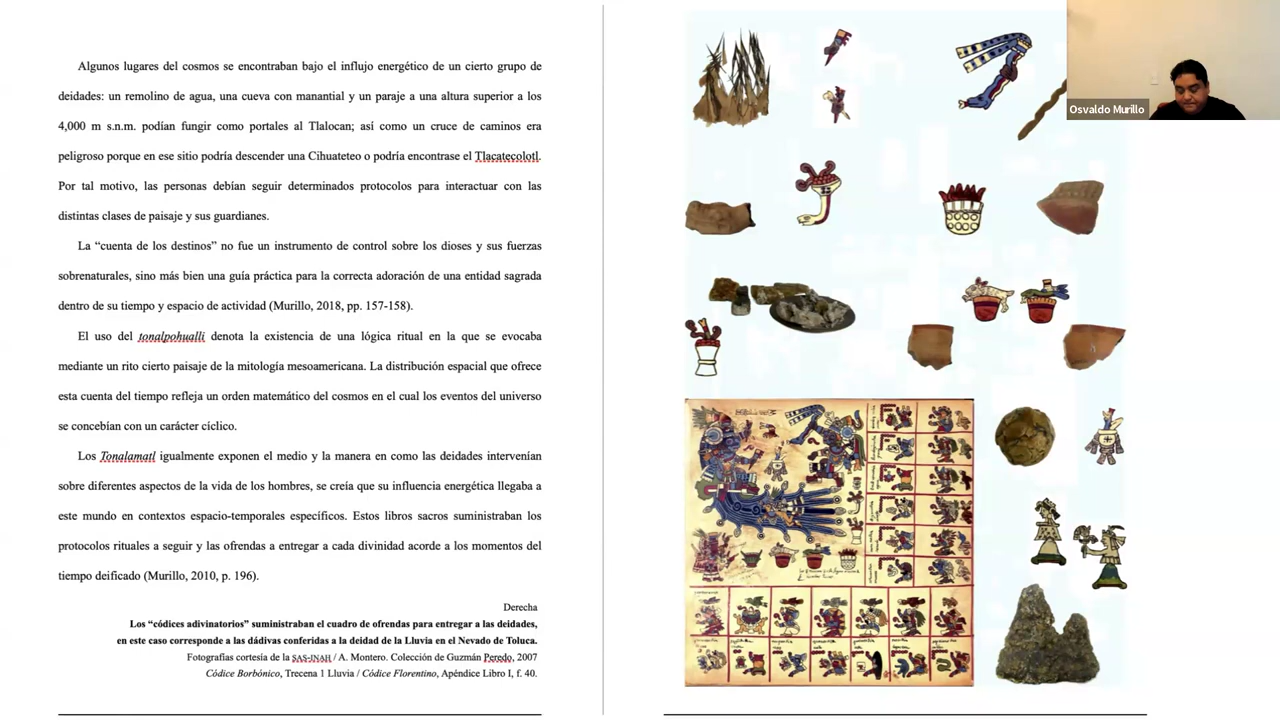 Algunos lugares del cosmos se encontraban bajo el influjo energético de un cierto grupo de
deidades: un remolino de agua, una cueva con manantial y un paraje a una altura superior a los
4,000 m s.n.m. podían fungir como portales al Tlalocan; así como un cruce de caminos era
peligroso porque en ese sitio podría descender una Cihuateteo o podría encontrase el Tlacatecolotl.
Por tal motivo, las personas debían seguir determinados protocolos para interactuar con las
distintas clases de paisaje y sus guardianes.
La “cuenta de los destinos” no fue un instrumento de control sobre los dioses y sus fuerzas
sobrenaturales, sino más bien una guía práctica para la correcta adoración de una entidad sagrada
dentro de su tiempo y espacio de actividad (Murillo, 2018, pp. 157-158).
El uso del tonalpohualli denota la existencia de una lógica ritual en la que se evocaba
mediante un rito cierto paisaje de la mitología mesoamericana. La distribución espacial que ofrece
esta cuenta del tiempo refleja un orden matemático del cosmos en el cual los eventos del universo
se concebían con un carácter cíclico.
Los Tonalamatl igualmente exponen el medio y la manera en como las deidades intervenían
sobre diferentes aspectos de la vida de los hombres, se creía que su influencia energética llegaba a
este mundo en contextos espacio-temporales específicos. Estos libros sacros suministraban los
protocolos rituales a seguir y las ofrendas a entregar a cada divinidad acorde a los momentos del
tiempo deificado (Murillo, 2010, p. 196).
Derecha
Los “códices adivinatorios” suministraban el cuadro de ofrendas para entregar a las deidades,
en este caso corresponde a las dádivas conferidas a la deidad de la Lluvia en el Nevado de Toluca.
Fotografías cortesía de la SAS-INAH / A. Montero. Colección de Guzmán Peredo, 2007
Códice Borbónico, Trecena 1 Lluvia / Códice Florentino, Apéndice Libro I, f. 40.
Osvaldo Murillo